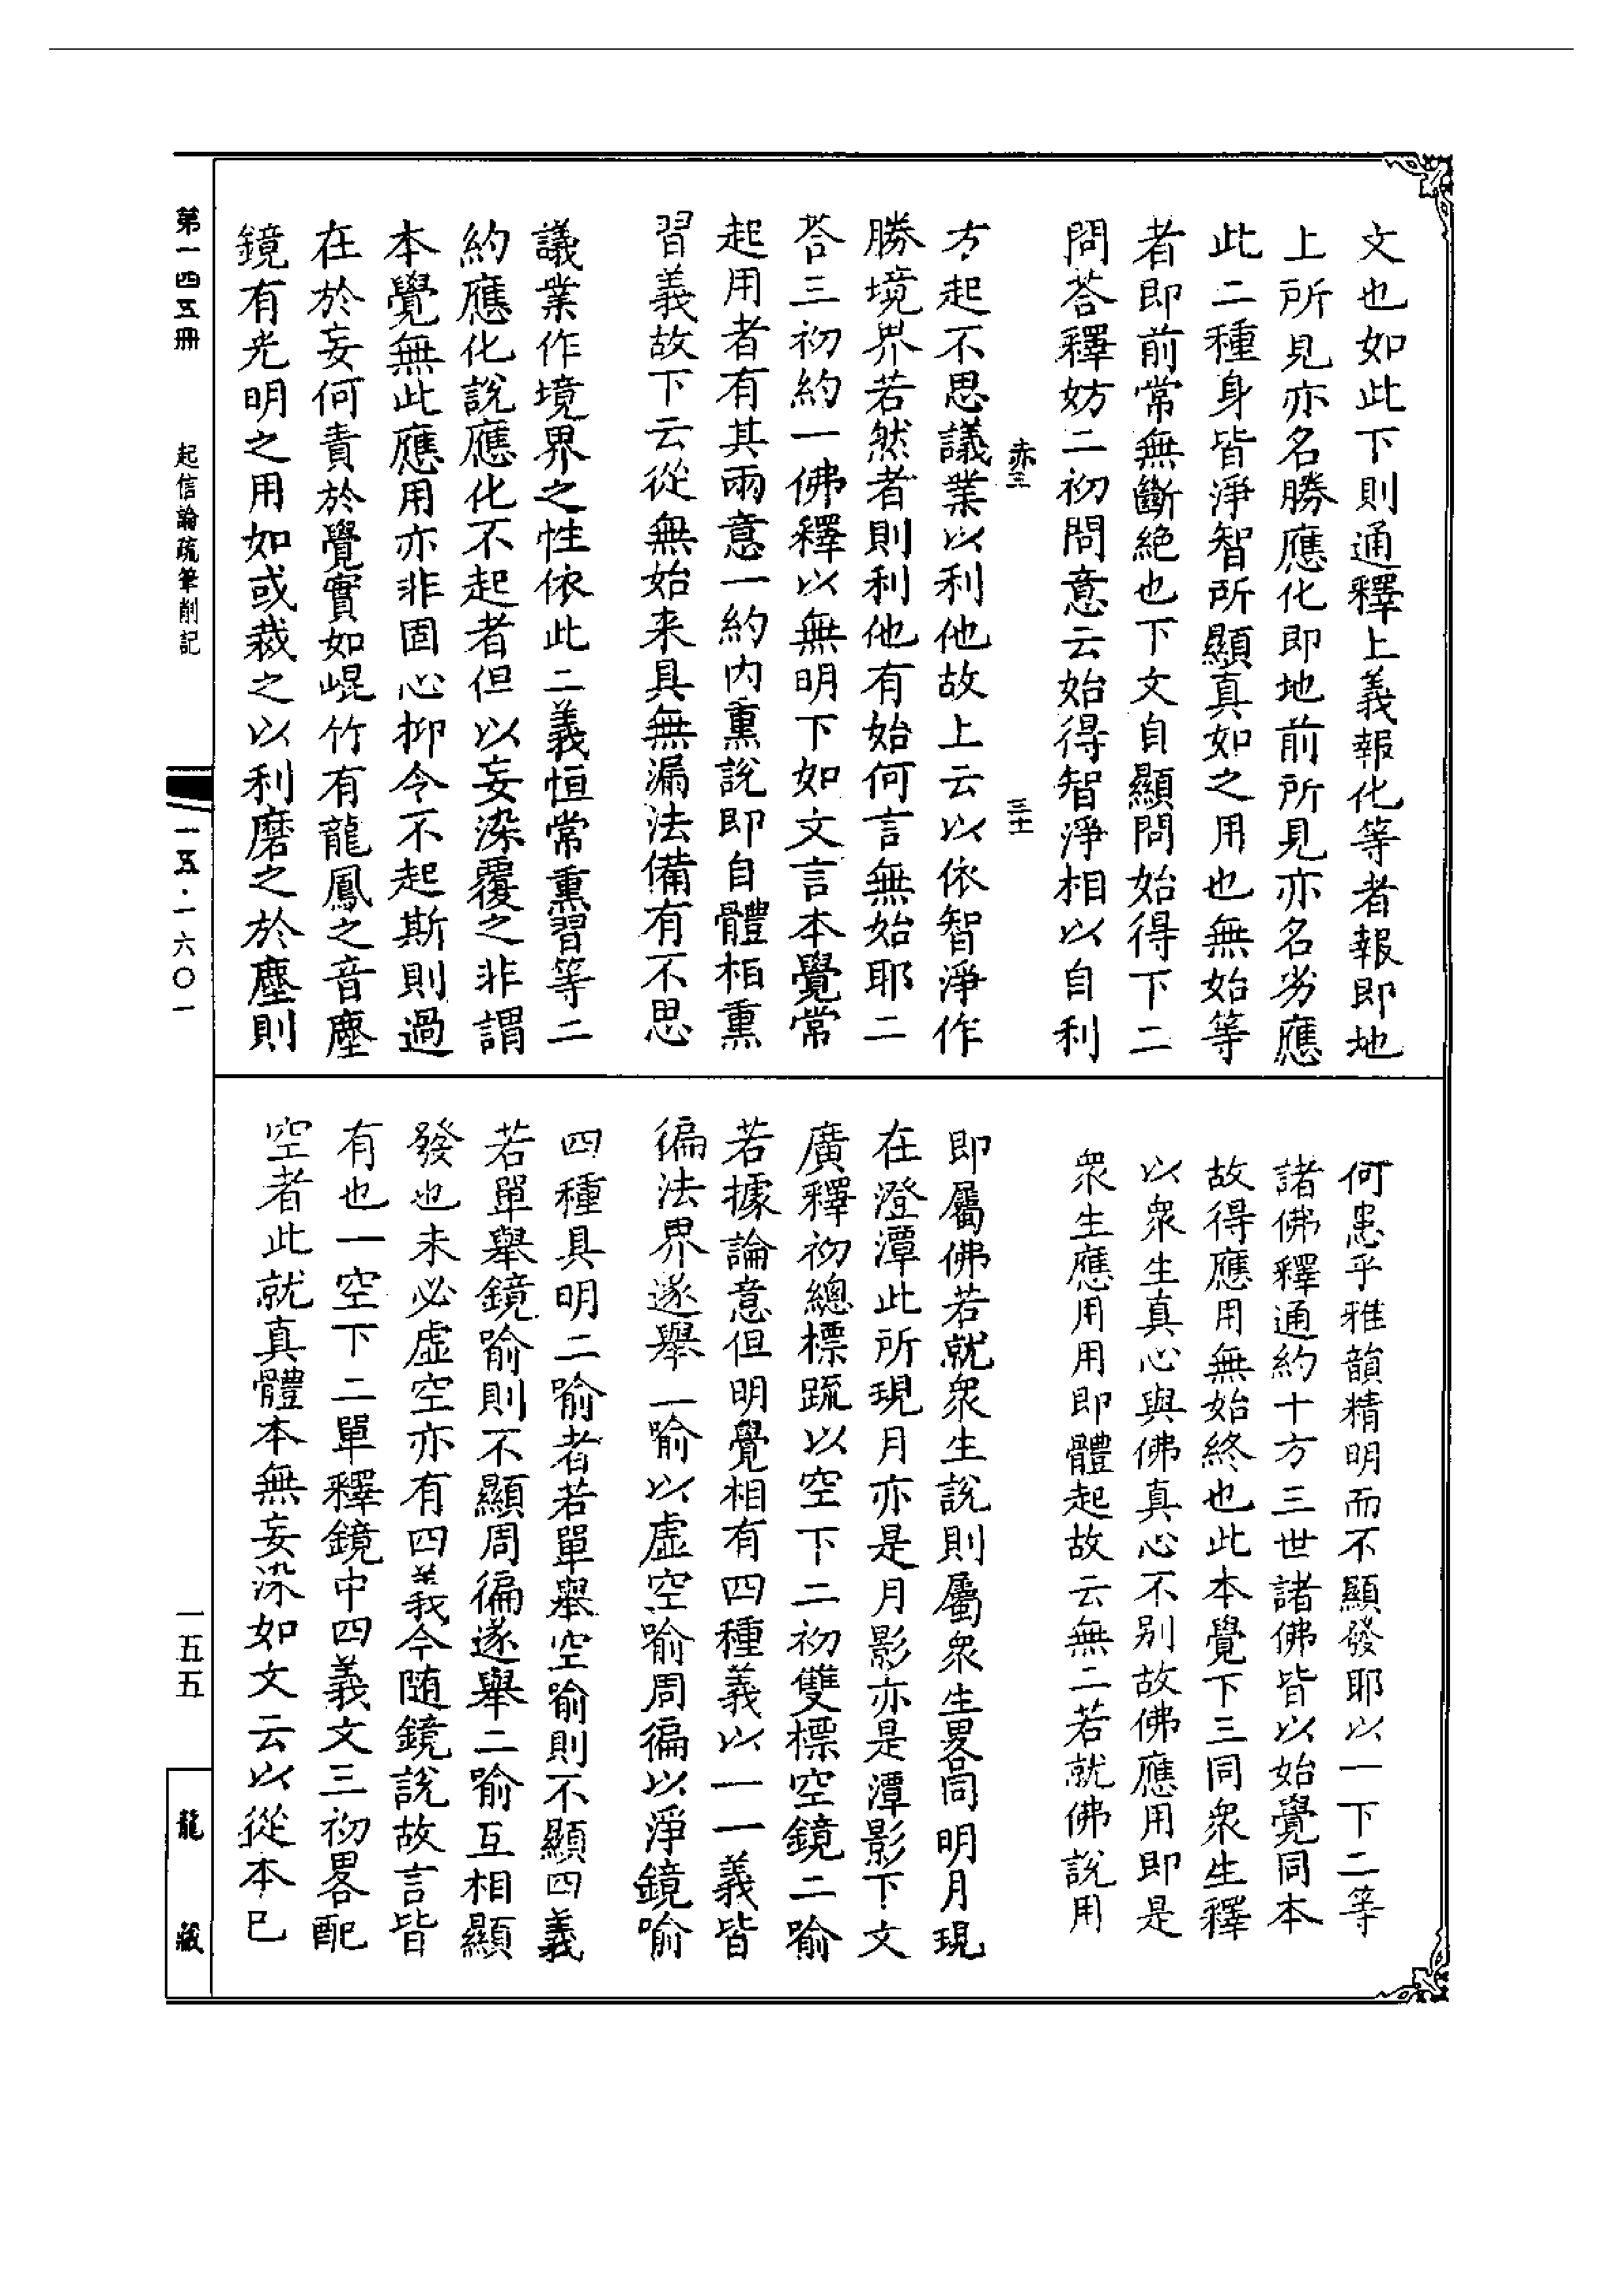 文也如此下則通釋上義報化等者報即地
上所見亦名勝應化即地前所見亦名劣應
此二種身皆淨智所顯真如之用也無始等
者即前常無斷絕也下文自顯問始得下二
問荅釋妨二初問意云始得智淨相以自利
方起不思議業以利他故上云以依智淨作
勝境界若然者則利他有始何言無始耶二
荅三初約一佛釋以無明下如文言本覺常
起用者有其兩意一約內熏說即自體相熏
習義故下云從無始来具無漏法備有不思
議業作境界之性依此二義恒常熏習等二
約應化說應化不起者但以妄染覆之非謂
本覺無此應用亦非固心抑令不起斯則過
在於妄何責於覺實如崐竹有龍鳳之音塵
鏡有光明之用如或裁之以利磨之於塵則
何患乎雅韻精明而不顯發耶以一下二等
諸佛釋通約十方三世諸佛皆以始覺同本
故得應用無始終也此本覺下三同衆生釋
以衆生真心與佛真心不別故佛應用即是
衆生應用用即體起故云無二若就佛說用
即屬佛若就衆生說則屬衆生畧同明月現
在澄潭此所現月亦是月影亦是潭影下文
廣釋初總標䟽以空下二初雙標空鏡二喻
若據論意但明覺相有四種義以一一義皆
徧法界遂舉一喻以虛空喻周徧以淨鏡喻
四種具明二喻者若單舉空喻則不顯四義
若單舉鏡喻則不顯周徧遂舉二喻互相顯
發也未必虛空亦有四義今随鏡說故言皆
有也一空下二單釋鏡中四義文三初畧配
空者此就真體本無妄染如文云以從本已
第一四五冊
起信論疏筆削記
一五·一六〇一
一五五
龍藏